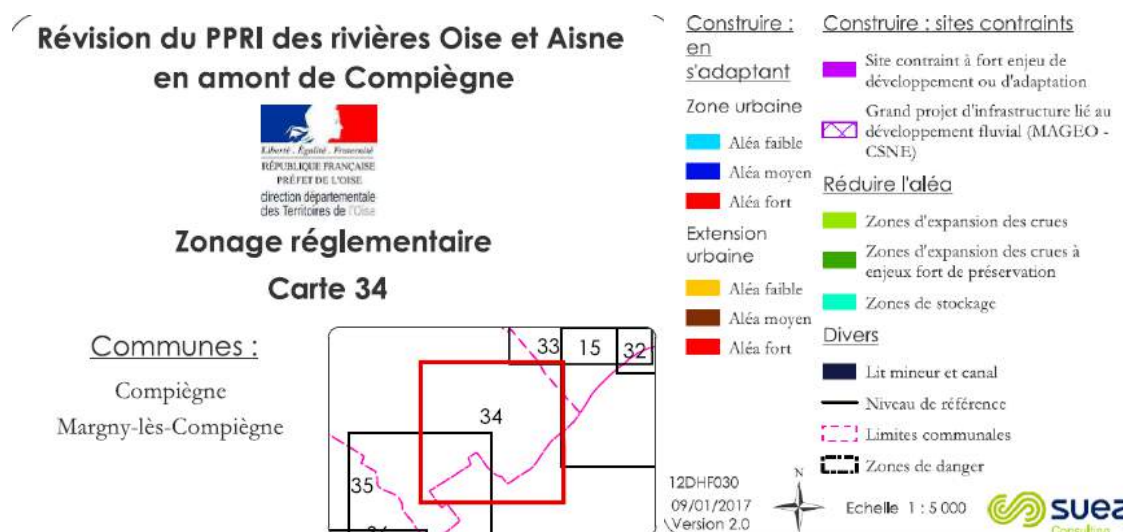 Révision du PPRI des rivières Oise et Aisne
en amont de Compiègne
Liberté . Égalité . Fraternité
RÉPUBLIQUE FRANÇAISE
PRÉFET DE L'OISE
direction départementale
des Territoires de l'Oise
Zonage réglementaire
Carte 34
Communes :
Compiègne
Margny-lès-Compiègne
33
15
32
34
35
Construire :
en
s'adaptant
Zone urbaine
Aléa faible
Aléa moyen
Aléa fort
Extension
urbaine
Aléa faible
Aléa moyen
Aléa fort
Construire : sites contraints
Site contraint à fort enjeu de
développement ou d'adaptation
Grand projet d'infrastructure lié au
développement fluvial (MAGEO -
CSNE)
Réduire l'aléa
Zones d'expansion des crues
Zones d'expansion des crues à
enjeux fort de préservation
Zones de stockage
Divers
Lit mineur et canal
Niveau de référence
Limites communales
Zones de danger
12DHF030
09/01/2017
Version 2.0
N
Echelle 1 : 5 000
suez
Consulting